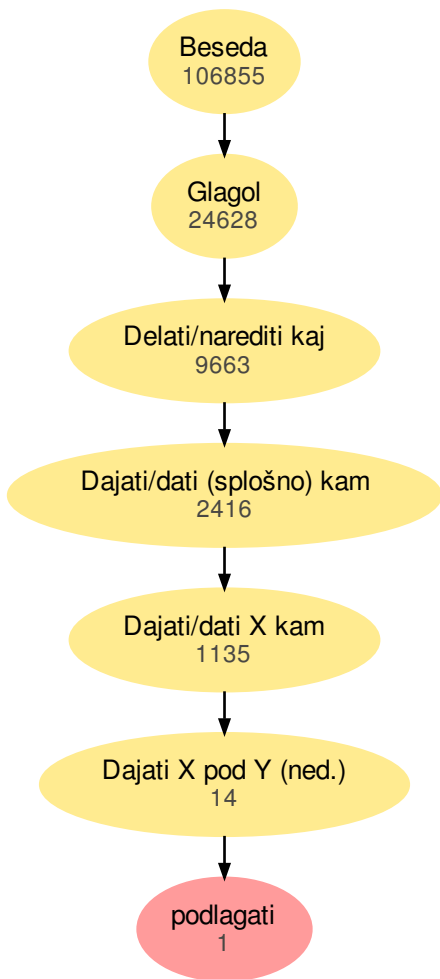 Beseda
106855
Glagol
24628
Delati/narediti kaj
9663
Dajati/dati (splošno) kam
2416
Dajati/dati X kam
1135
Dajati X pod Y (ned.)
14
podlagati
1